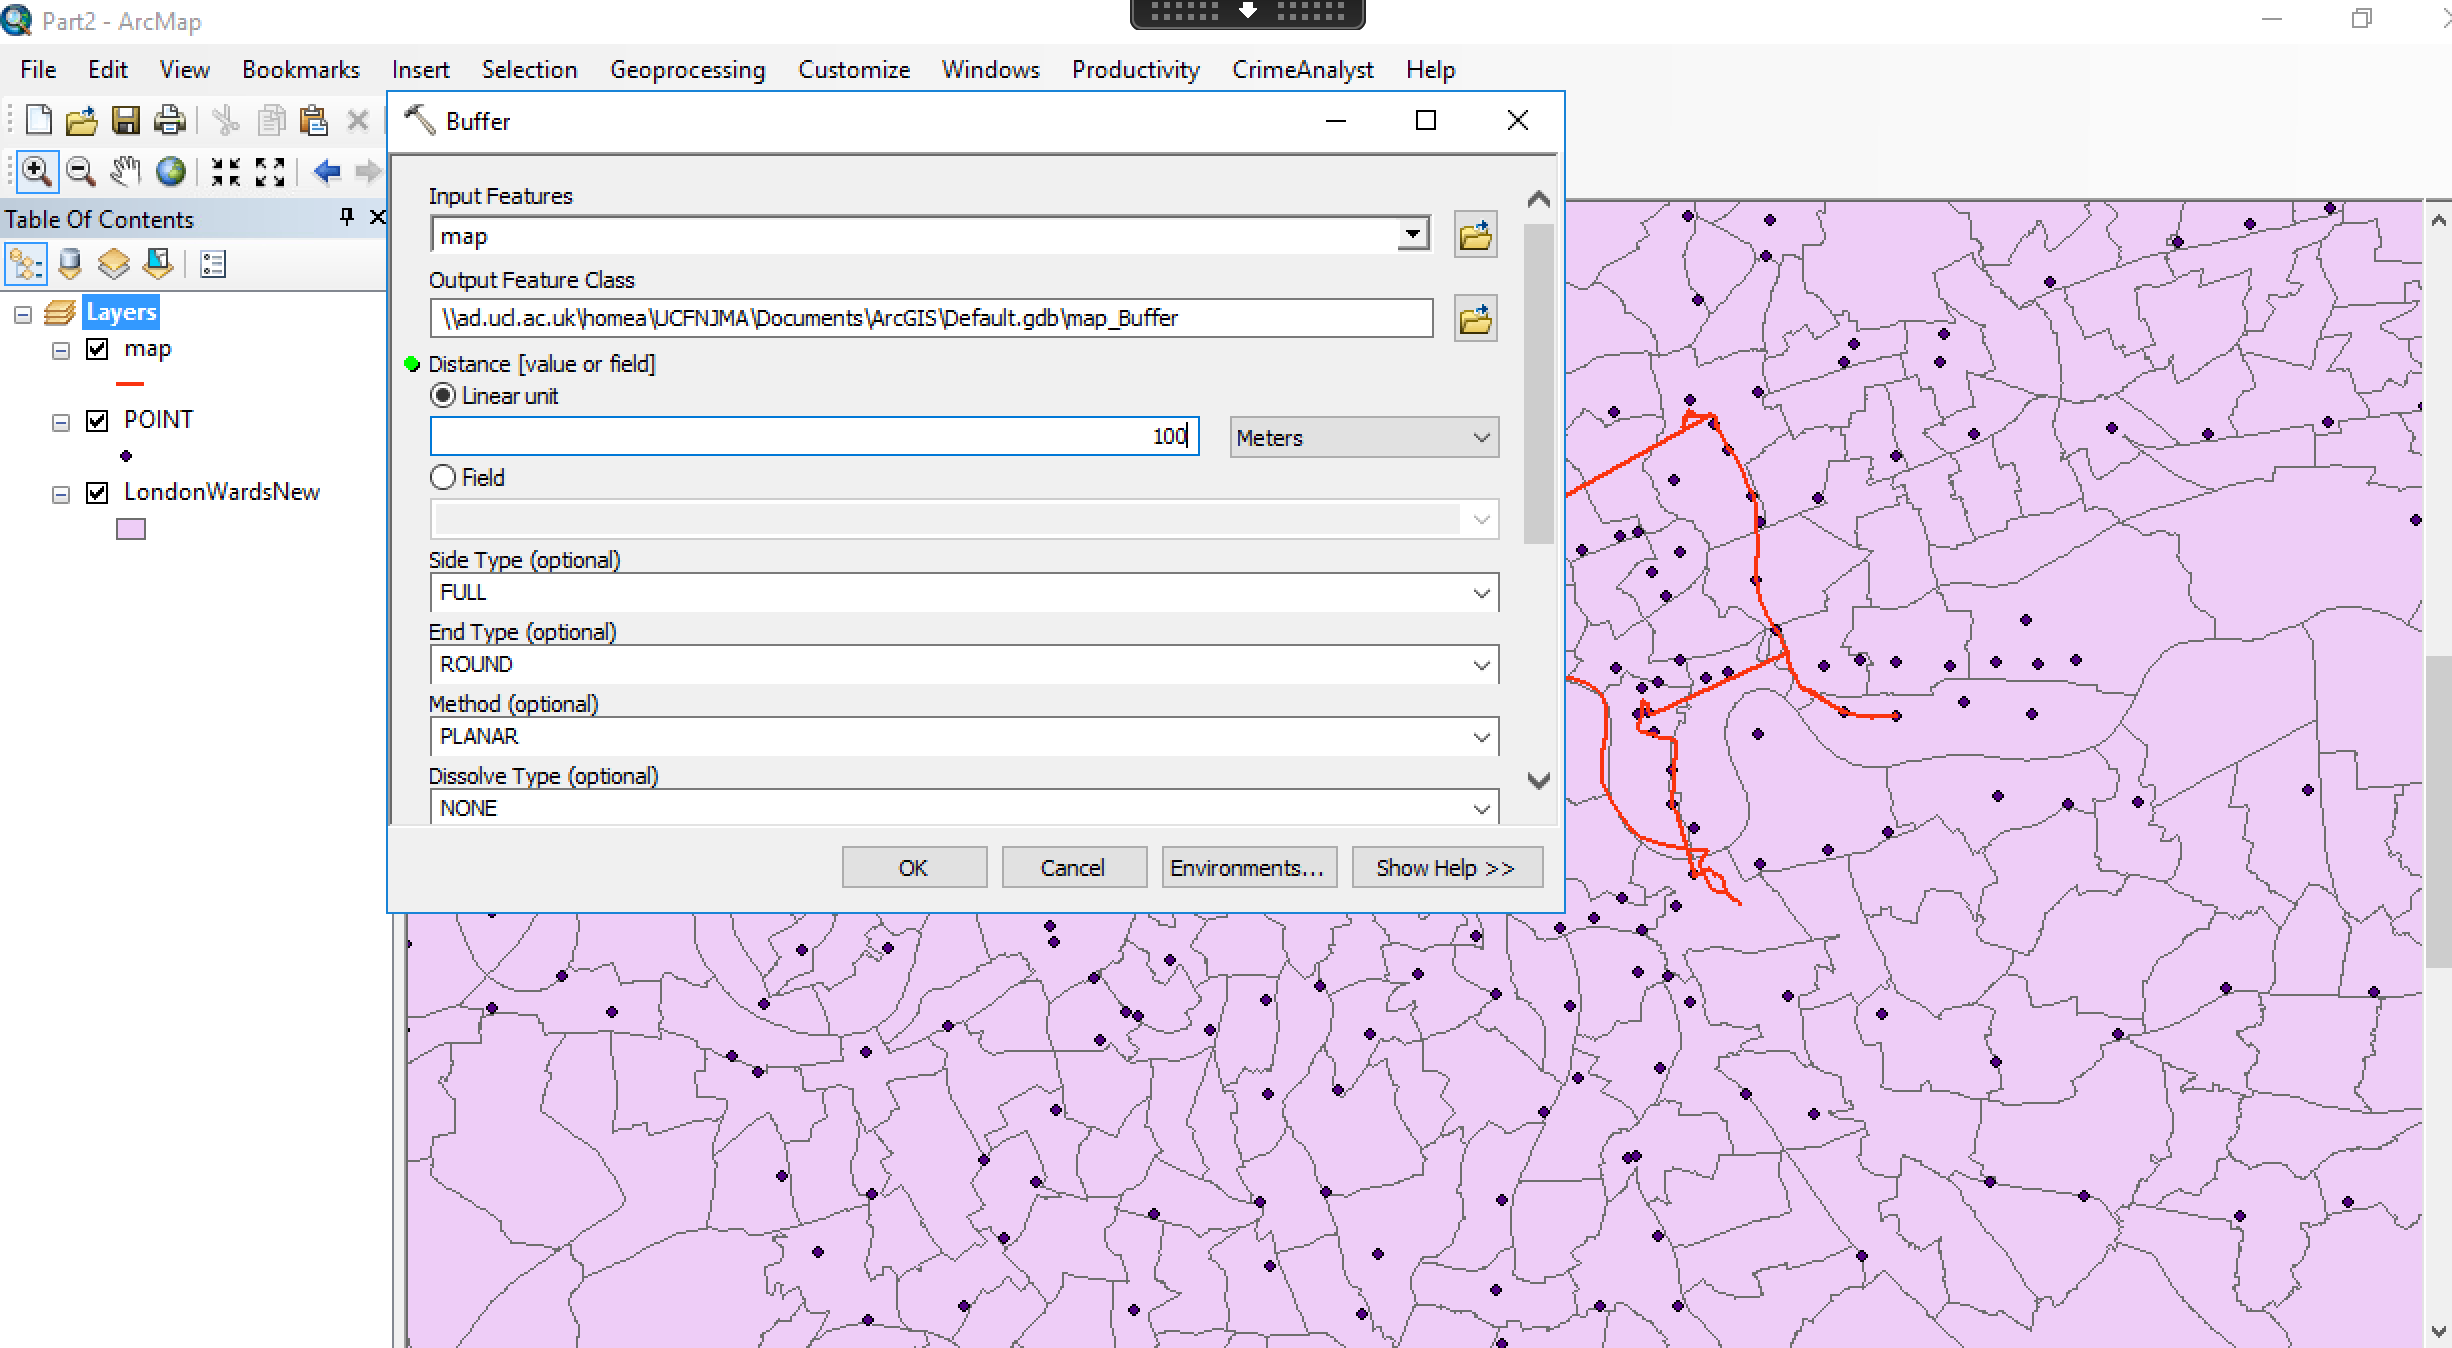 Part2 - ArcMap
File Edit View Bookmarks Insert Selection Geoprocessing Customize Windows Productivity CrimeAnalyst Help
Buffer
Table Of Contents
Layers
map
POINT
LondonWardsNew
Input Features
map
Output Feature Class
\\ad.ucl.ac.uk\homea\UCFNJMA\Documents\ArcGIS\Default.gdb\map_Buffer
Distance [value or field]
Linear unit
100 Meters
Field
Side Type (optional)
FULL
End Type (optional)
ROUND
Method (optional)
PLANAR
Dissolve Type (optional)
NONE
OK Cancel Environments... Show Help >>